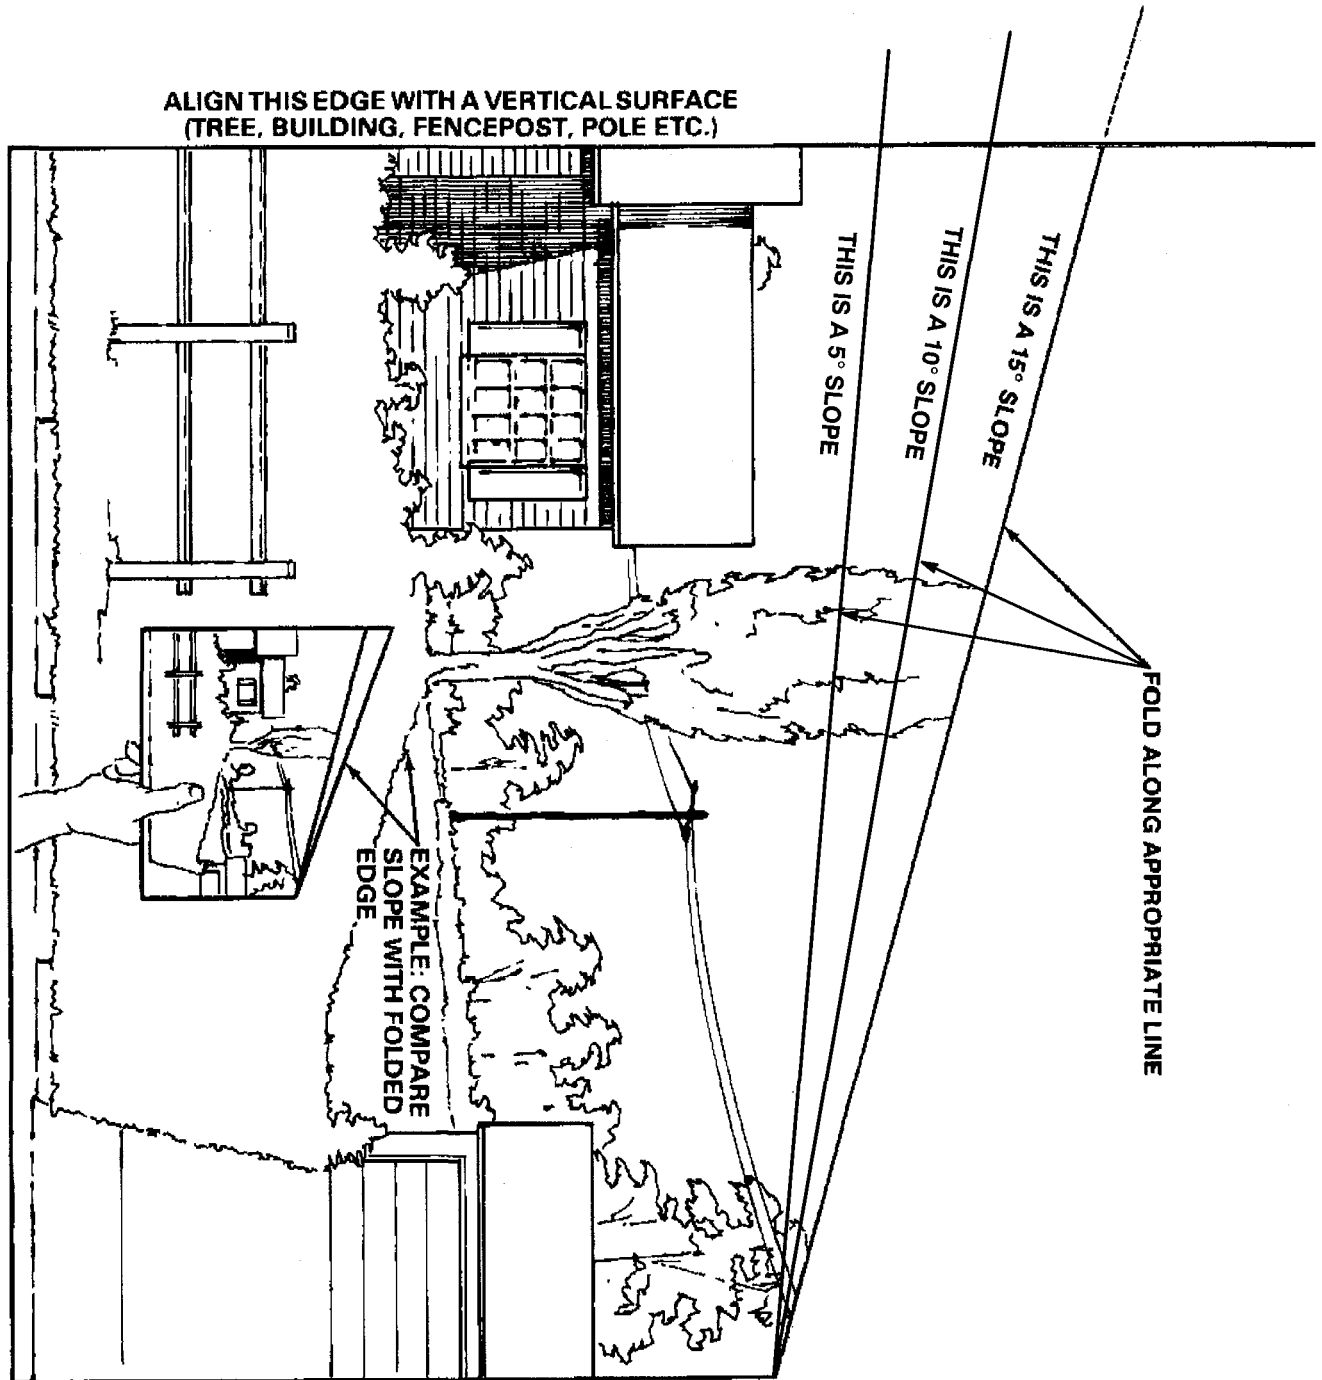 ALIGN THIS EDGE WITH A VERTICAL SURFACE
(TREE, BUILDING, FENCEPOST, POLE ETC.)
THIS IS A 15° SLOPE
THIS IS A 10° SLOPE
THIS IS A 5° SLOPE
FOLD ALONG APPROPRIATE LINE
EXAMPLE: COMPARE
SLOPE WITH FOLDED
EDGE